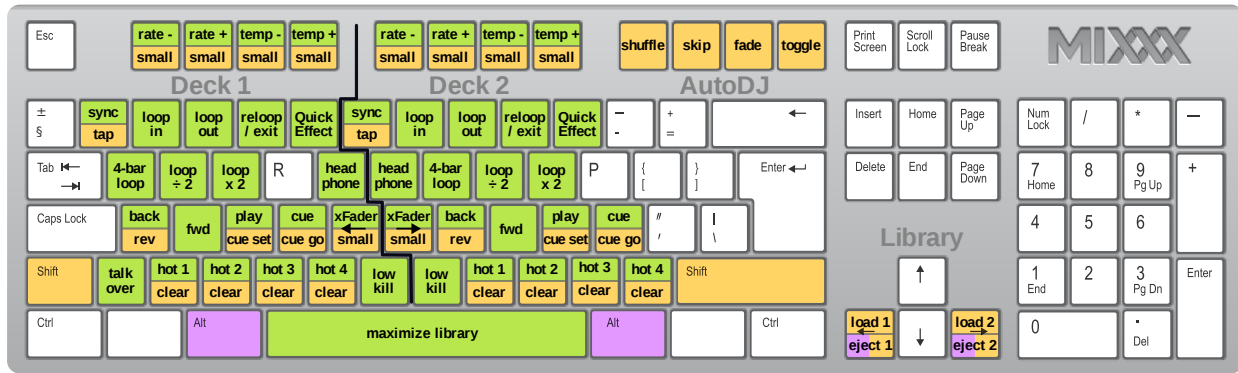 Esc
rate - rate + temp - temp + rate - rate + temp - temp +
small small small small small small small small
shuffle skip fade toggle
Print Screen
Scroll Lock
Pause Break
MIXXX
Deck 1 Deck 2 AutoDJ
± §
sync tap
loop in
loop out
reloop / exit
Quick Effect
sync tap
loop in
loop out
reloop / exit
Quick Effect
— -
+ =
←
Insert Home Page Up
Num Lock / * —
Tab
4-bar loop
loop ÷ 2
loop x 2
R
head phone
head phone
4-bar loop
loop ÷ 2
loop x 2
P
{ [
} ]
Enter ↵
Delete End Page Down
7 Home
8
9 Pg Up
+
Caps Lock
back rev
fwd
play cue set
cue cue go
xFader ← small
xFader → small
back rev
fwd
play cue set
cue cue go
" '
| \
Library
4 5 6
Shift
talk over
hot 1 clear
hot 2 clear
hot 3 clear
hot 4 clear
low kill
low kill
hot 1 clear
hot 2 clear
hot 3 clear
hot 4 clear
Shift
↑
1 End
2
3 Pg Dn
Enter
Ctrl Alt maximize library Alt Ctrl
load 1 ← eject 1
↓
load 2 → eject 2
0
. Del